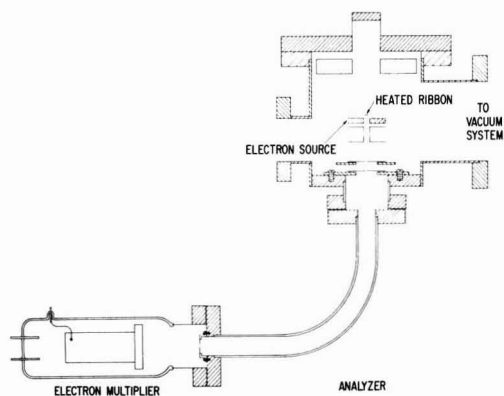 HEATED RIBBON
TO
VACUUM
SYSTEM
ELECTRON SOURCE
ELECTRON MULTIPLIER
ANALYZER